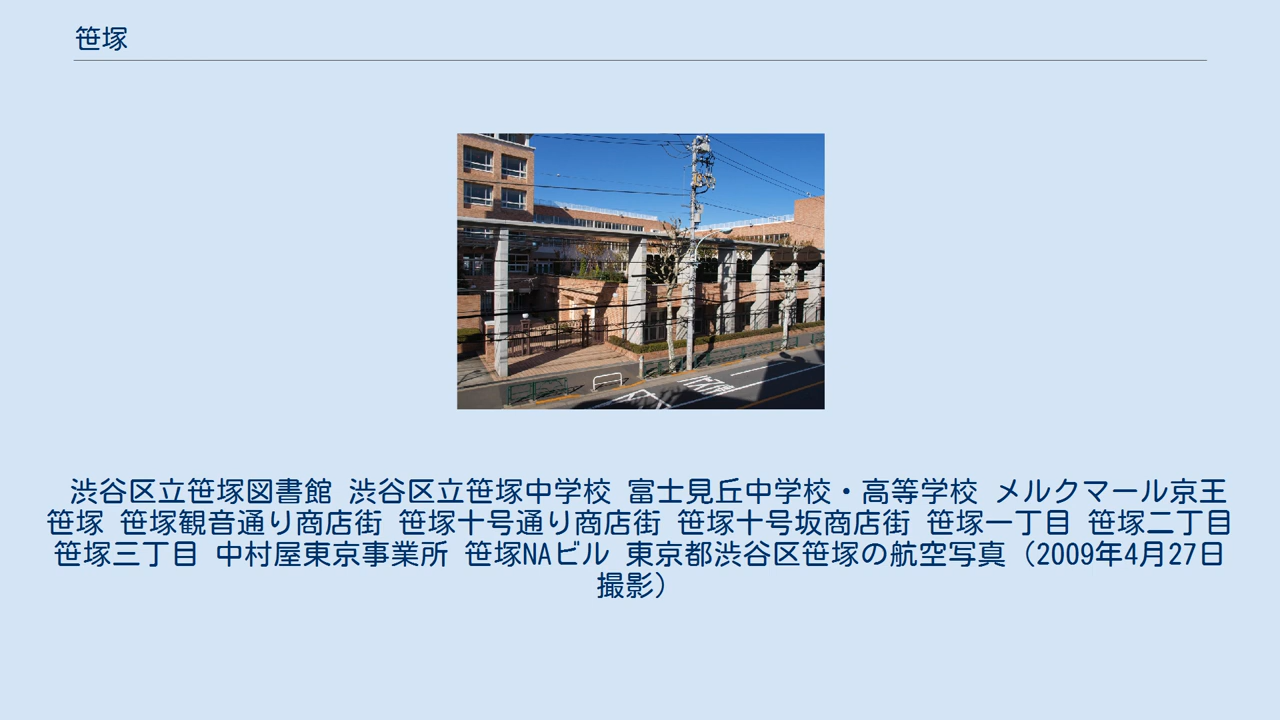 笹塚
渋谷区立笹塚図書館 渋谷区立笹塚中学校 富士見丘中学校・高等学校 メルクマール京王
笹塚 笹塚観音通り商店街 笹塚十号通り商店街 笹塚十号坂商店街 笹塚一丁目 笹塚二丁目
笹塚三丁目 中村屋東京事業所 笹塚NAビル 東京都渋谷区笹塚の航空写真（2009年4月27日
撮影）